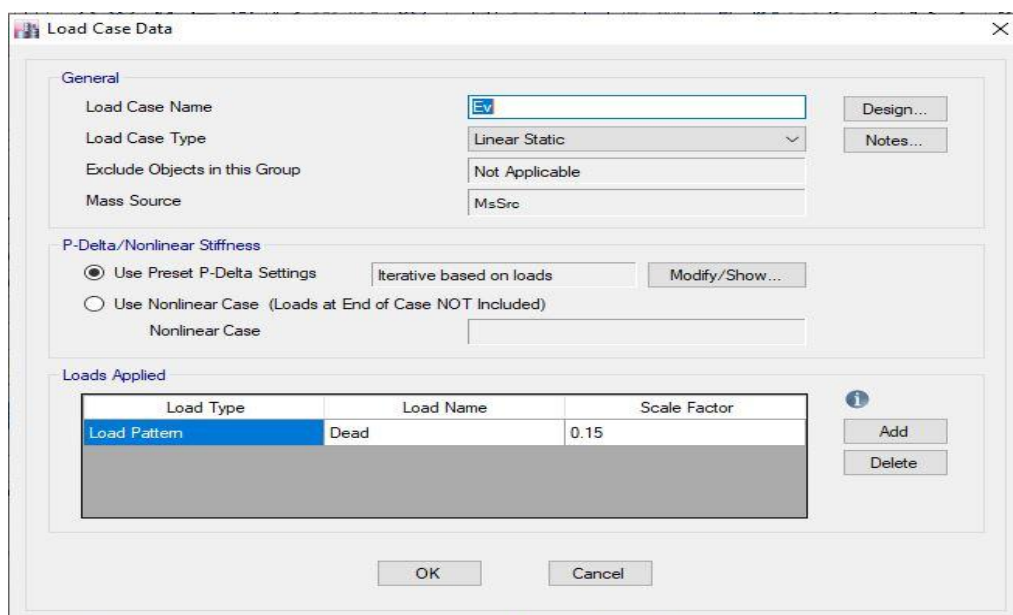 Load Case Data
General
Load Case Name Ev Design...
Load Case Type Linear Static Notes...
Exclude Objects in this Group Not Applicable
Mass Source MsSrc
P-Delta/Nonlinear Stiffness
Use Preset P-Delta Settings Iterative based on loads Modify/Show...
Use Nonlinear Case (Loads at End of Case NOT Included)
Nonlinear Case
Loads Applied
Load Type Load Name Scale Factor
Load Pattern Dead 0.15
Add
Delete
OK Cancel